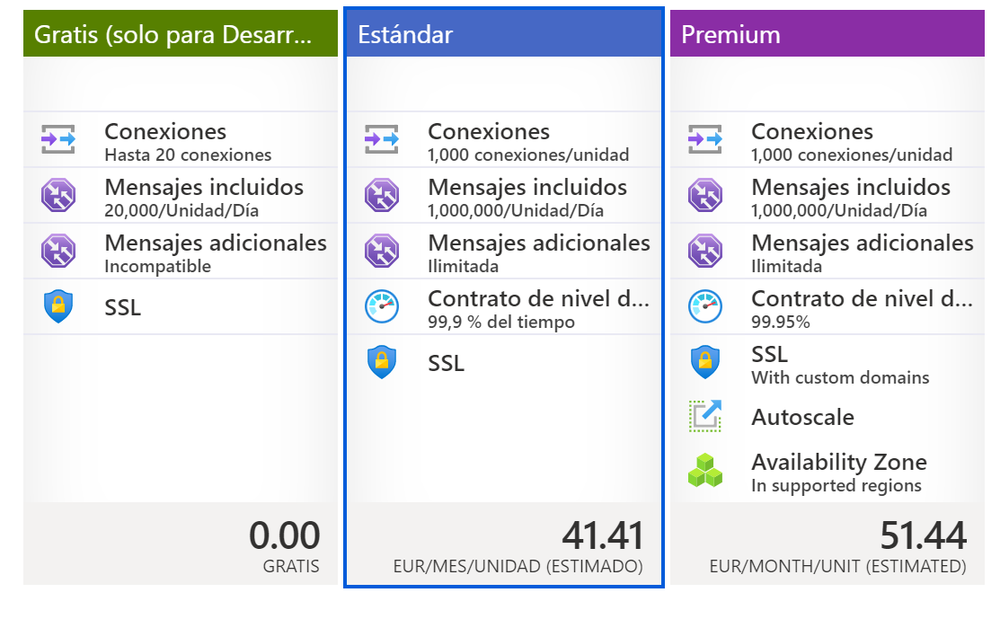 Gratis (solo para Desarr...
Conexiones
Hasta 20 conexiones
Mensajes incluidos
20,000/Unidad/Día
Mensajes adicionales
Incompatible
SSL
0.00
GRATIS
Estándar
Conexiones
1,000 conexiones/unidad
Mensajes incluidos
1,000,000/Unidad/Día
Mensajes adicionales
Ilimitada
Contrato de nivel d...
99,9 % del tiempo
SSL
41.41
EUR/MES/UNIDAD (ESTIMADO)
Premium
Conexiones
1,000 conexiones/unidad
Mensajes incluidos
1,000,000/Unidad/Día
Mensajes adicionales
Ilimitada
Contrato de nivel d...
99.95%
SSL
With custom domains
Autoscale
Availability Zone
In supported regions
51.44
EUR/MONTH/UNIT (ESTIMATED)